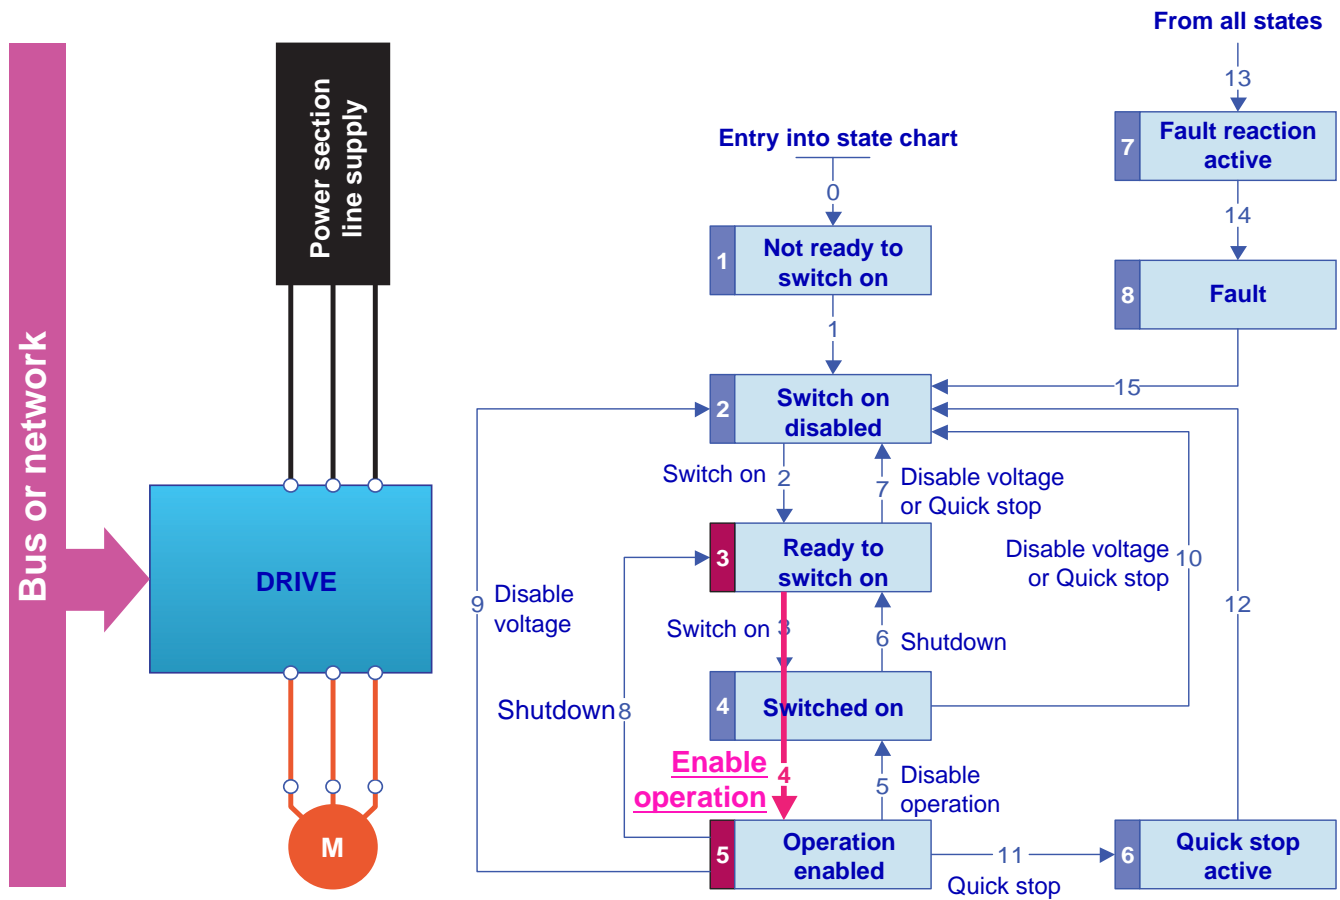 Bus or network
Power section
line supply
DRIVE
M
Entry into state chart
0
1
Not ready to
switch on
1
2
Switch on
disabled
Switch on
2
7
Disable voltage
or Quick stop
3
Ready to
switch on
Switch on
3
6
Shutdown
4
Switched on
Enable
operation
4
5
Disable
operation
5
Operation
enabled
9
Disable
voltage
Shutdown
8
11
Quick stop
6
Quick stop
active
12
Disable voltage
or Quick stop
10
15
From all states
13
7
Fault reaction
active
14
8
Fault